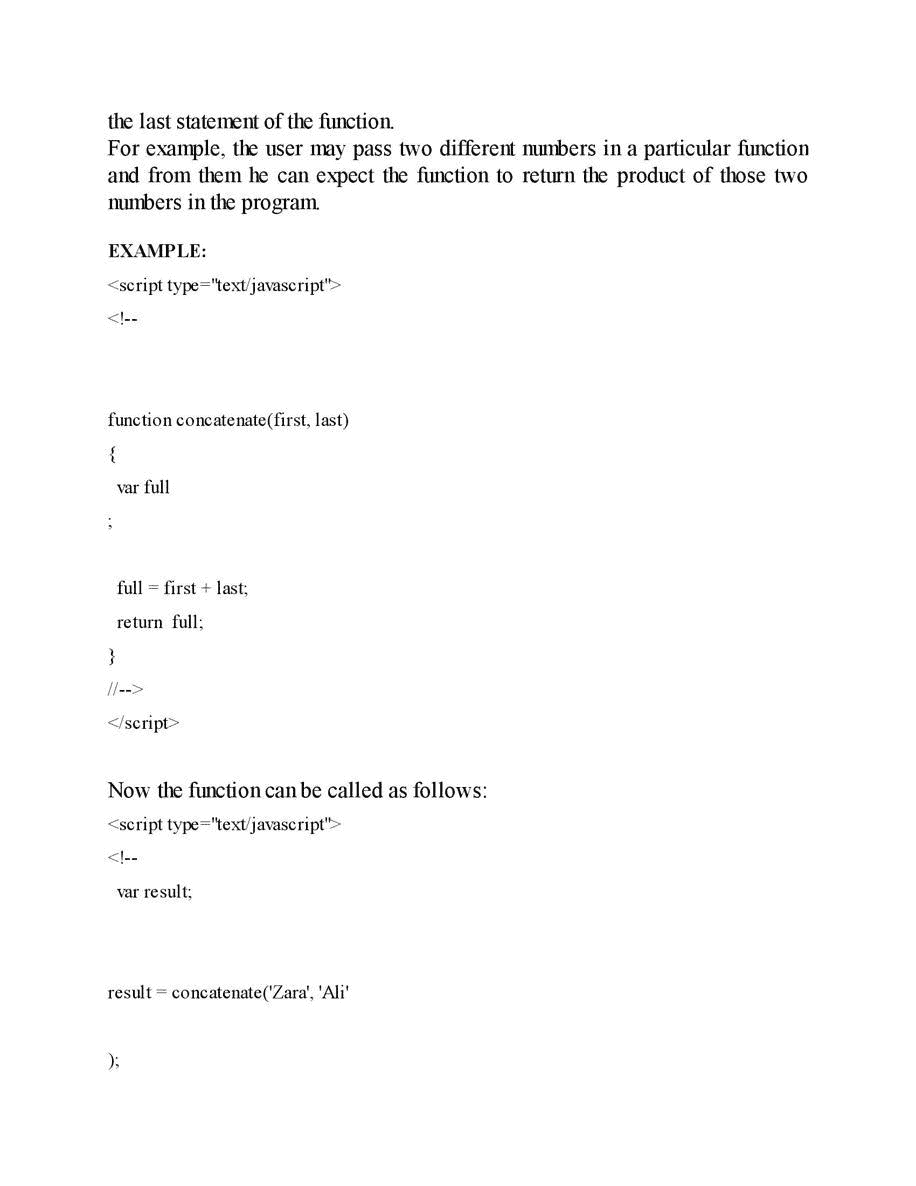 the last statement of the function.
For example, the user may pass two different numbers in a particular function
and from them he can expect the function to return the product of those two
numbers in the program.
EXAMPLE:
<script type="text/javascript">
<!--
function concatenate(first, last)
{
var full
;
full = first + last;
return full;
}
//-->
</script>
Now the function can be called as follows:
<script type="text/javascript">
<!--
var result;
result = concatenate('Zara', 'Ali'
);